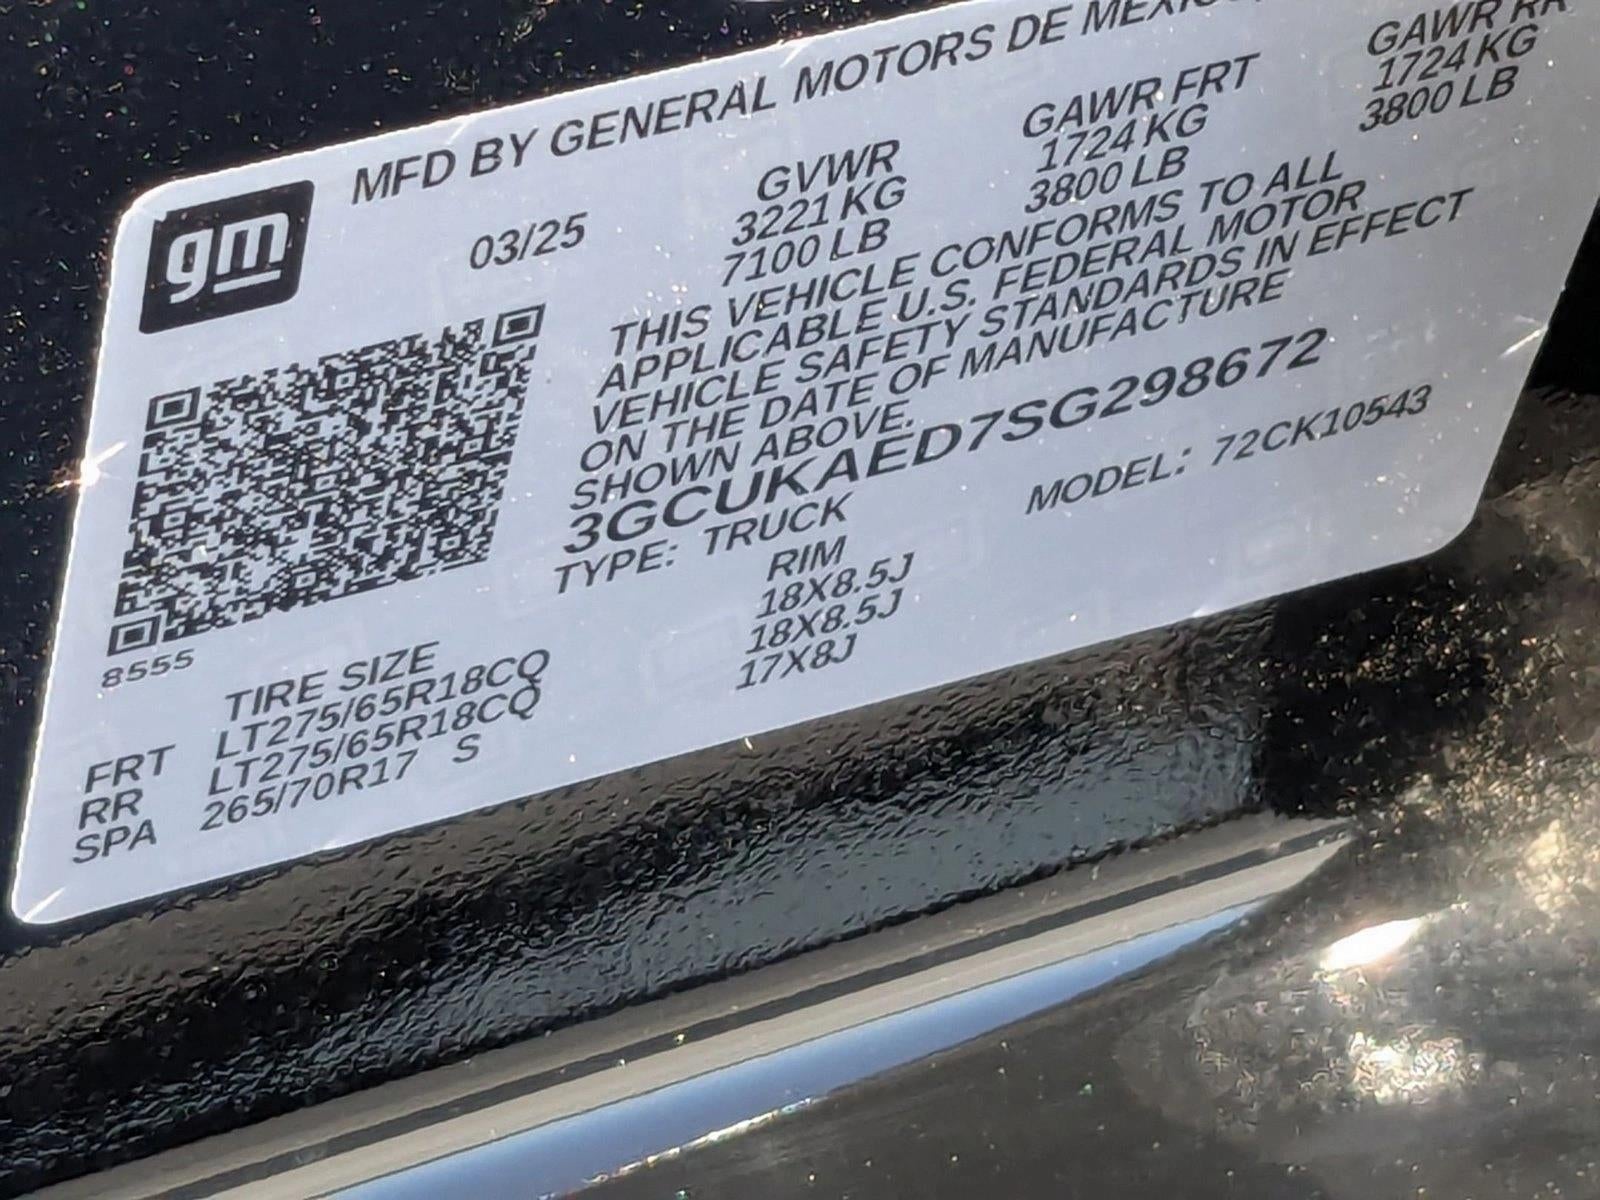 gm
MFD BY GENERAL MOTORS DE MEXICO
03/25
GVWR
3221 KG
7100 LB
GAWR FRT
1724 KG
3800 LB
GAWR RR
1724 KG
3800 LB
THIS VEHICLE CONFORMS TO ALL
APPLICABLE U.S. FEDERAL MOTOR
VEHICLE SAFETY STANDARDS IN EFFECT
ON THE DATE OF MANUFACTURE
SHOWN ABOVE.
3GCUKAED7SG298672
TYPE: TRUCK
MODEL: 72CK10543
8555
TIRE SIZE RIM
FRT LT275/65R18CQ 18X8.5J
RR LT275/65R18CQ 18X8.5J
SPA 265/70R17 S 17X8J